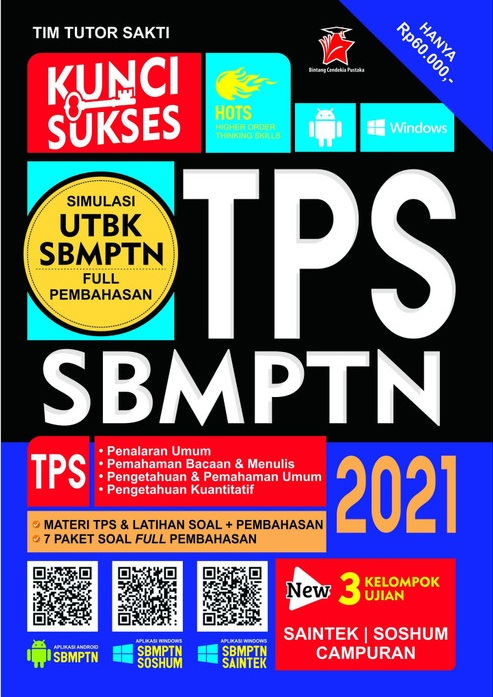 TIM TUTOR SAKTI
Bintang Cendekia Pustaka
HANYA
Rp60.000,-
KUNCI
SUKSES
HOTS
HIGHER ORDER
THINKING SKILLS
Windows
SIMULASI
UTBK
SBMPTN
FULL
PEMBAHASAN
TPS
SBMPTN
TPS
• Penalaran Umum
• Pemahaman Bacaan & Menulis
• Pengetahuan & Pemahaman Umum
• Pengetahuan Kuantitatif
2021
MATERI TPS & LATIHAN SOAL + PEMBAHASAN
7 PAKET SOAL FULL PEMBAHASAN
New 3 KELOMPOK
UJIAN
SAINTEK | SOSHUM
CAMPURAN
APLIKASI ANDROID
SBMPTN
APLIKASI WINDOWS
SBMPTN
SOSHUM
APLIKASI WINDOWS
SBMPTN
SAINTEK